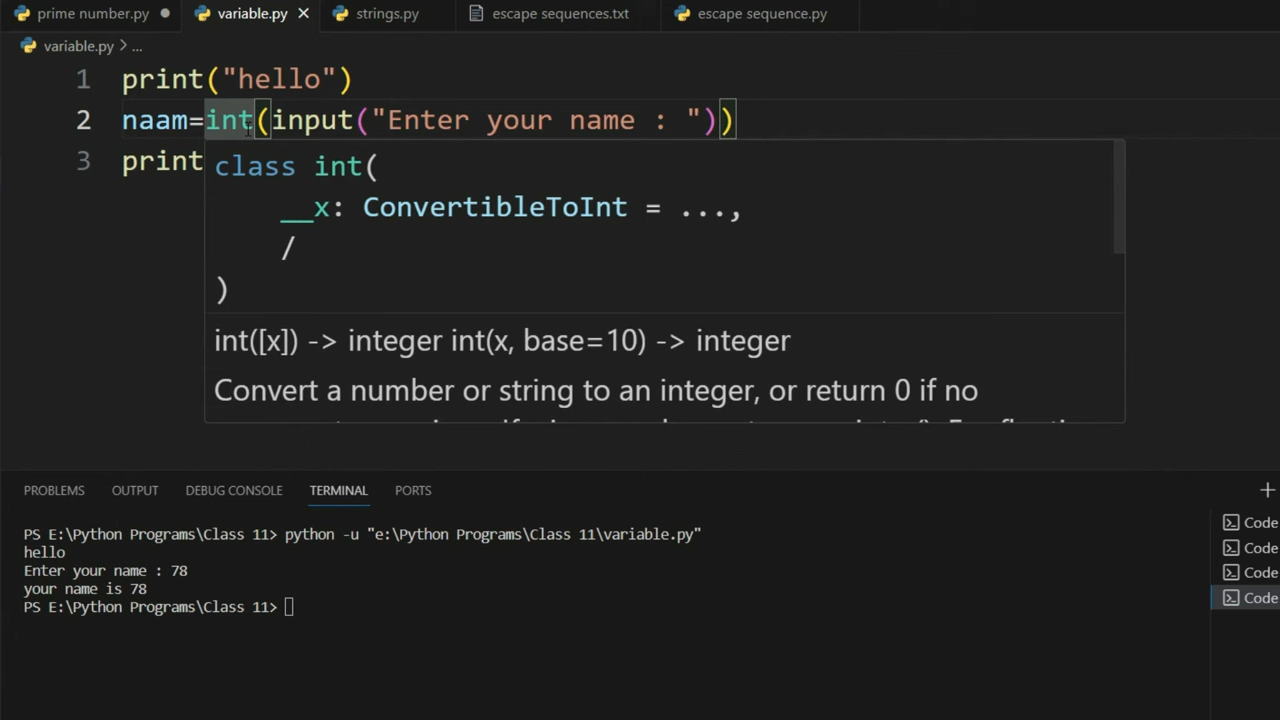 prime number.py
variable.py
strings.py
escape sequences.txt
escape sequence.py
variable.py > ...
1 print("hello")
2 naam=int(input("Enter your name : "))
3 print
class int(
__x: ConvertibleToInt = ...,
/
)
int([x]) -> integer int(x, base=10) -> integer
Convert a number or string to an integer, or return 0 if no
PROBLEMS OUTPUT DEBUG CONSOLE TERMINAL PORTS
PS E:\Python Programs\Class 11> python -u "e:\Python Programs\Class 11\variable.py"
hello
Enter your name : 78
your name is 78
PS E:\Python Programs\Class 11>
Code
Code
Code
Code